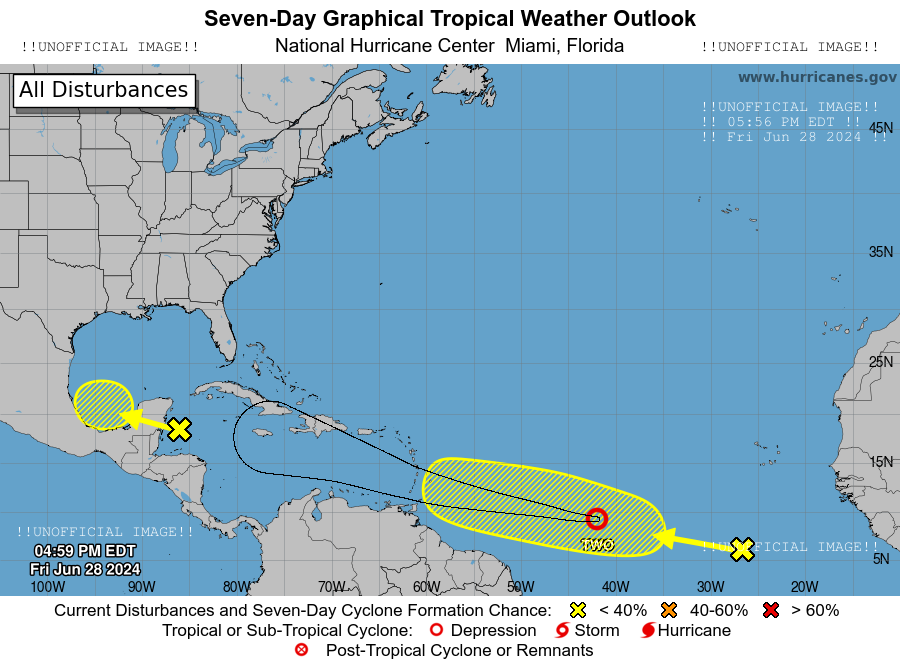 Seven-Day Graphical Tropical Weather Outlook
!!UNOFFICIAL IMAGE!!
National Hurricane Center Miami, Florida
!!UNOFFICIAL IMAGE!!
All Disturbances
www.hurricanes.gov
!!UNOFFICIAL IMAGE!!
!! 05:56 PM EDT !!
!! Fri Jun 28 2024 !!
45N
35N
25N
15N
!!UNOFFICIAL IMAGE!!
TWO
!!UNOFFICIAL IMAGE!!
04:59 PM EDT
Fri Jun 28 2024
5N
100W 90W 80W 70W 60W 50W 40W 30W 20W
Current Disturbances and Seven-Day Cyclone Formation Chance: < 40% 40-60% > 60%
Tropical or Sub-Tropical Cyclone: Depression Storm Hurricane
Post-Tropical Cyclone or Remnants